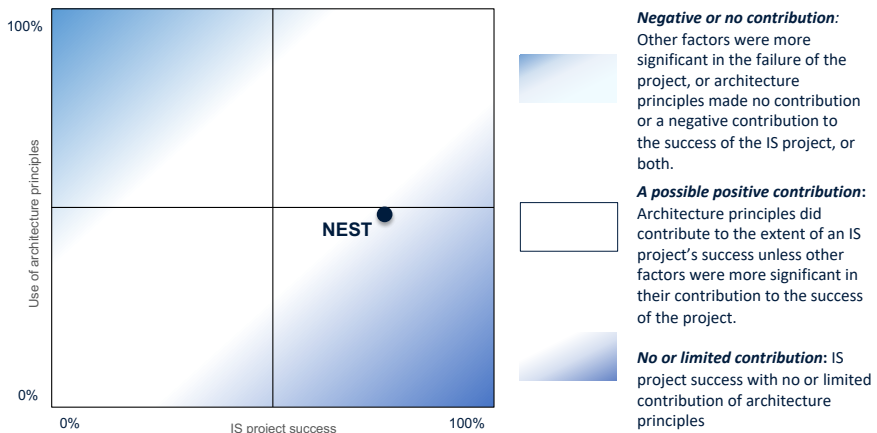 100%
Use of architecture principles
NEST
0%
0%
IS project success
100%
Negative or no contribution:
Other factors were more
significant in the failure of the
project, or architecture
principles made no contribution
or a negative contribution to
the success of the IS project, or
both.
A possible positive contribution:
Architecture principles did
contribute to the extent of an IS
project's success unless other
factors were more significant in
their contribution to the success
of the project.
No or limited contribution: IS
project success with no or limited
contribution of architecture
principles